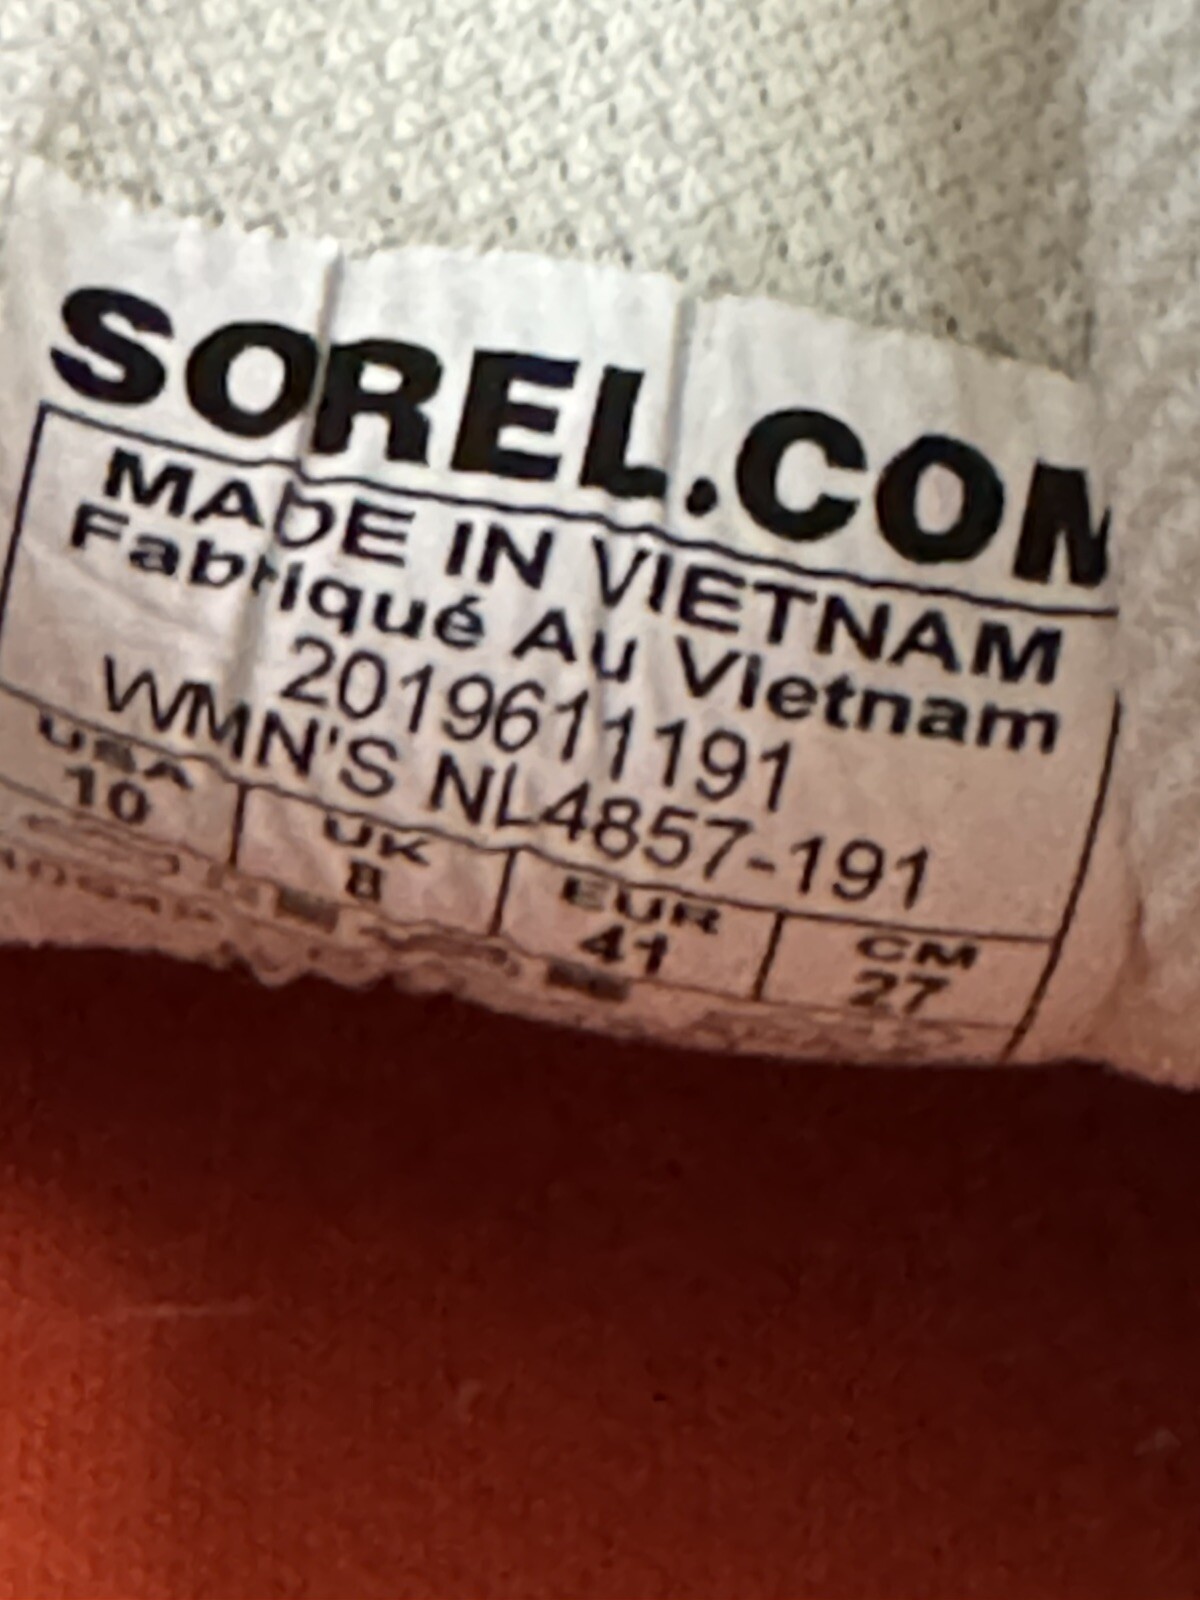 SOREL.COM
MADE IN VIETNAM
Fabriqué Au Vietnam
2019611191
WMN'S NL4857-191
USA UK EUR CM
10 8 41 27